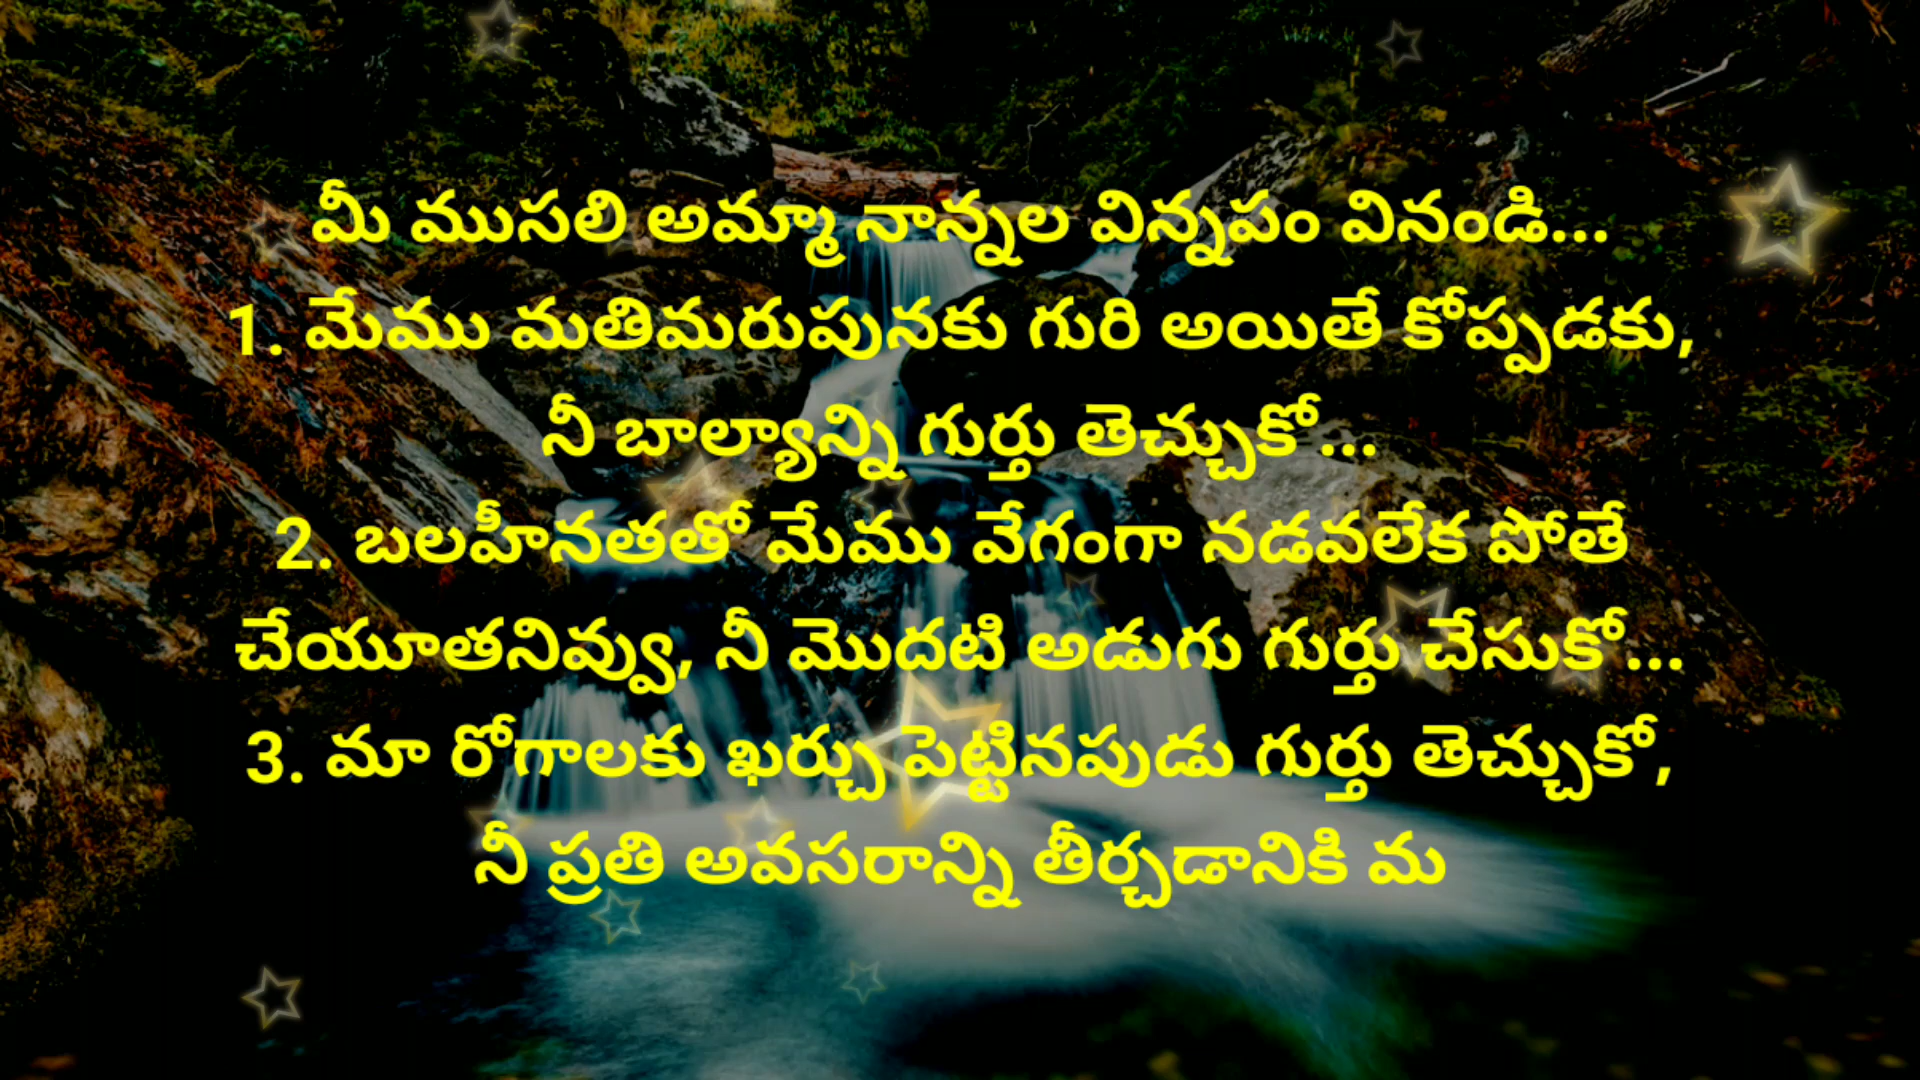 మీ ముసలి అమ్మా నాన్నల విన్నపం వినండి...
1. మేము మతిమరుపునకు గురి అయితే కోప్పడకు,
నీ బాల్యాన్ని గుర్తు తెచ్చుకో...
2. బలహీనతతో మేము వేగంగా నడవలేక పోతే
చేయూతనివ్వు, నీ మొదటి అడుగు గుర్తు చేసుకో...
3. మా రోగాలకు ఖర్చు పెట్టినపుడు గుర్తు తెచ్చుకో,
నీ ప్రతి అవసరాన్ని తీర్చడానికి మ